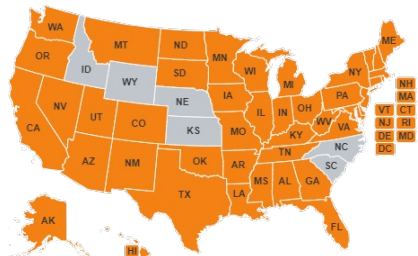 WA
MT
ND
MN
ME
OR
ID
WY
SD
WI
MI
NY
NH
MA
VT
CT
NJ
RI
DE
MD
DC
NV
UT
CO
NE
IA
IL
IN
OH
PA
WV
VA
CA
KS
MO
KY
NC
TN
SC
AZ
NM
OK
AR
MS
AL
GA
TX
LA
FL
AK
HI